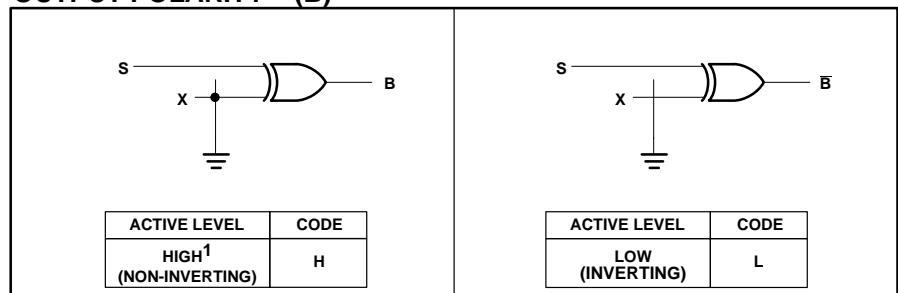 OUTPUT POLARITY – (B)
S
X
B
ACTIVE LEVEL CODE
HIGH1 (NON-INVERTING) H
S
X
B̅
ACTIVE LEVEL CODE
LOW (INVERTING) L